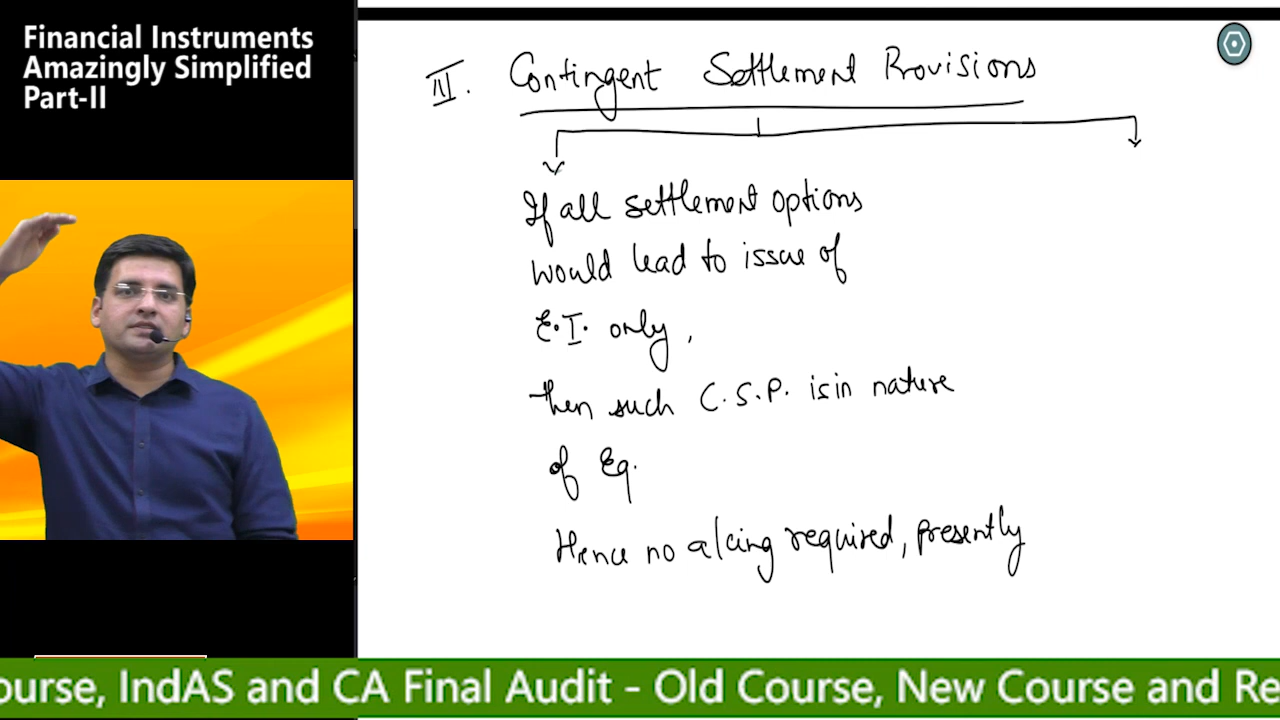 Financial Instruments
Amazingly Simplified
Part-II
III. Contingent Settlement Provisions
If all settlement options
would lead to issue of
E.I. only,
then such C.S.P. is in nature
of Eq.
Hence no a/cing required, presently
ourse, IndAS and CA Final Audit - Old Course, New Course and Re